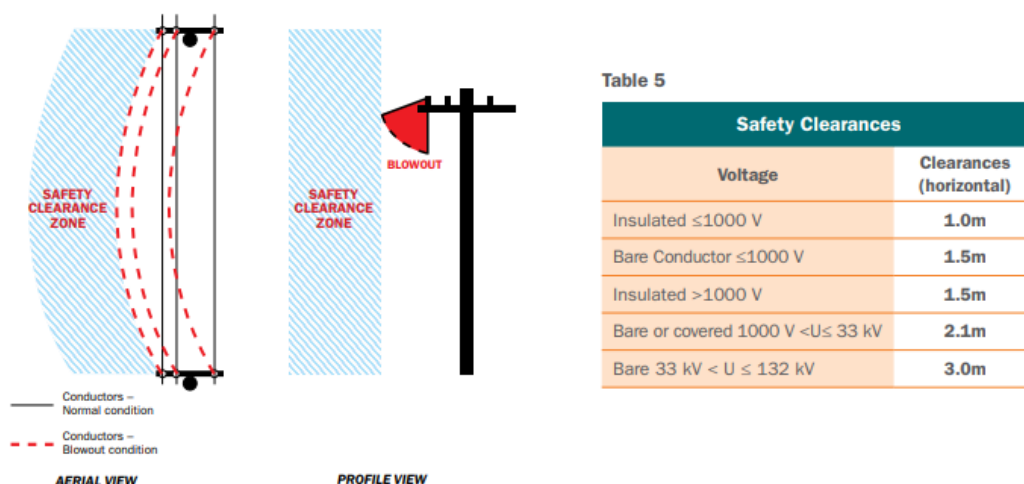 SAFETY
CLEARANCE
ZONE
Conductors –
Normal condition
Conductors –
Blowout condition
AERIAL VIEW
SAFETY
CLEARANCE
ZONE
BLOWOUT
PROFILE VIEW
Table 5
Safety Clearances
Voltage Clearances
(horizontal)
Insulated ≤1000 V 1.0m
Bare Conductor ≤1000 V 1.5m
Insulated >1000 V 1.5m
Bare or covered 1000 V <U≤ 33 kV 2.1m
Bare 33 kV < U ≤ 132 kV 3.0m